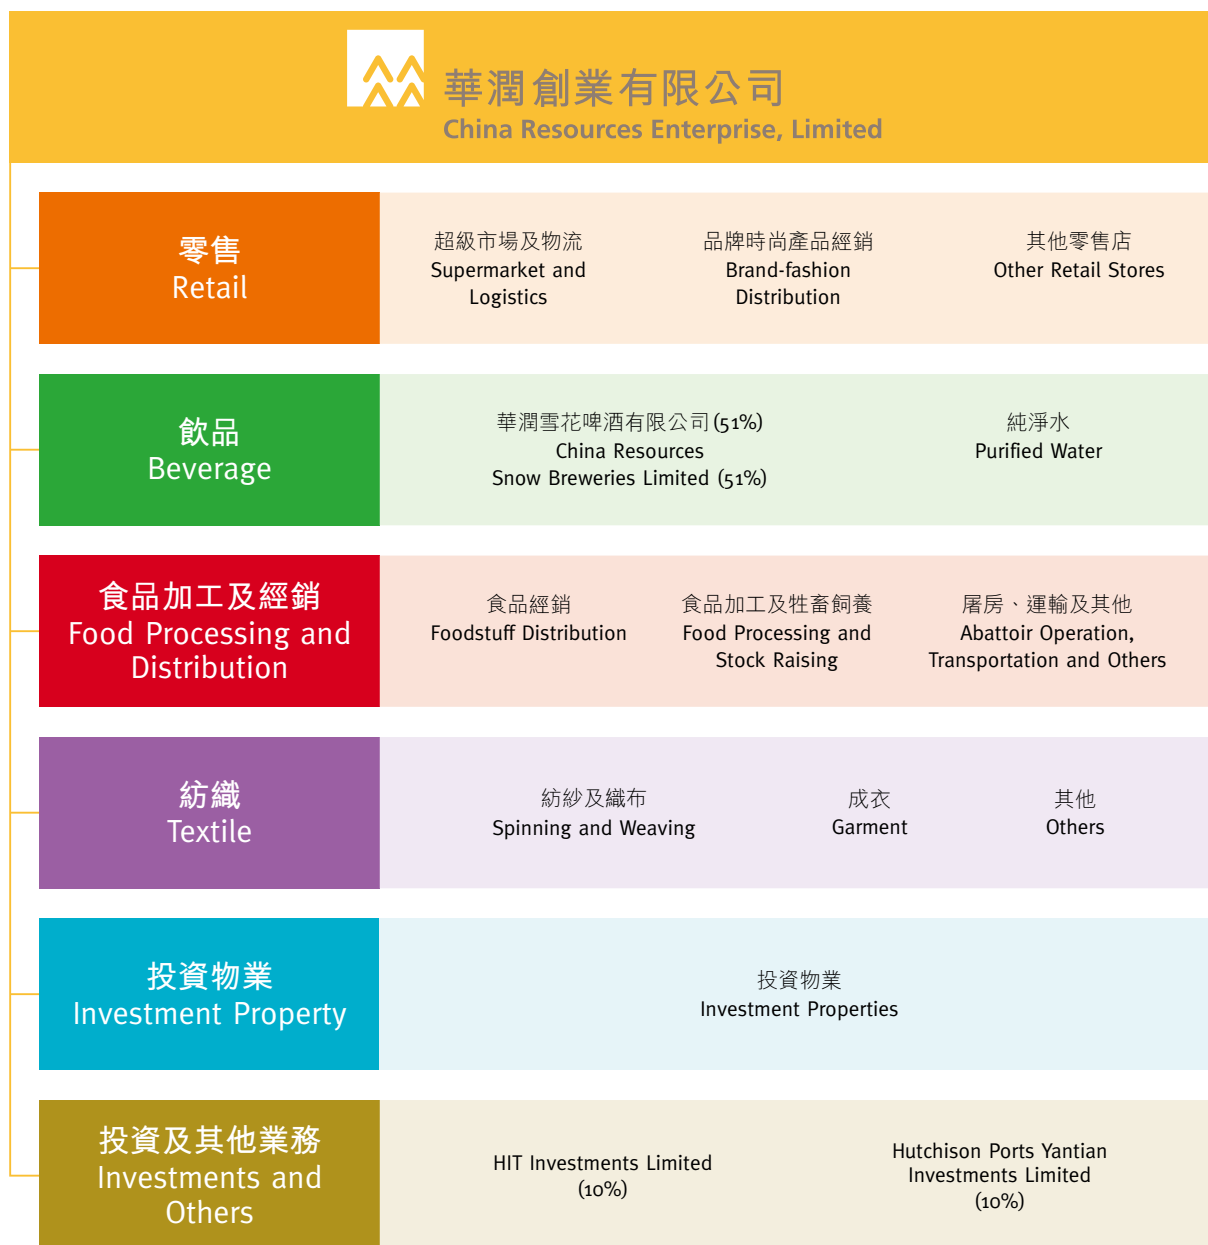 華潤創業有限公司
China Resources Enterprise, Limited
零售
Retail
超級市場及物流
Supermarket and
Logistics
品牌時尚產品經銷
Brand-fashion
Distribution
其他零售店
Other Retail Stores
飲品
Beverage
華潤雪花啤酒有限公司(51%)
China Resources
Snow Breweries Limited (51%)
純淨水
Purified Water
食品加工及經銷
Food Processing and
Distribution
食品經銷
Foodstuff Distribution
食品加工及牲畜飼養
Food Processing and
Stock Raising
屠房、運輸及其他
Abattoir Operation,
Transportation and Others
紡織
Textile
紡紗及織布
Spinning and Weaving
成衣
Garment
其他
Others
投資物業
Investment Property
投資物業
Investment Properties
投資及其他業務
Investments and
Others
HIT Investments Limited
(10%)
Hutchison Ports Yantian
Investments Limited
(10%)